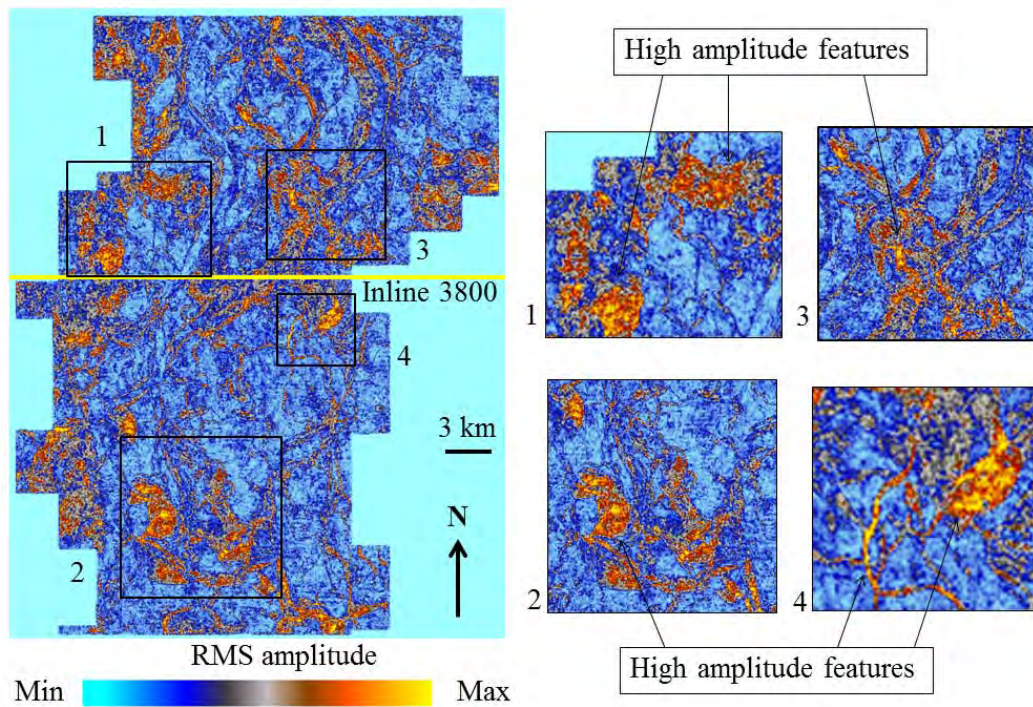 High amplitude features
1
3
Inline 3800
4
3 km
N
2
1
3
2
4
RMS amplitude
Min
Max
High amplitude features